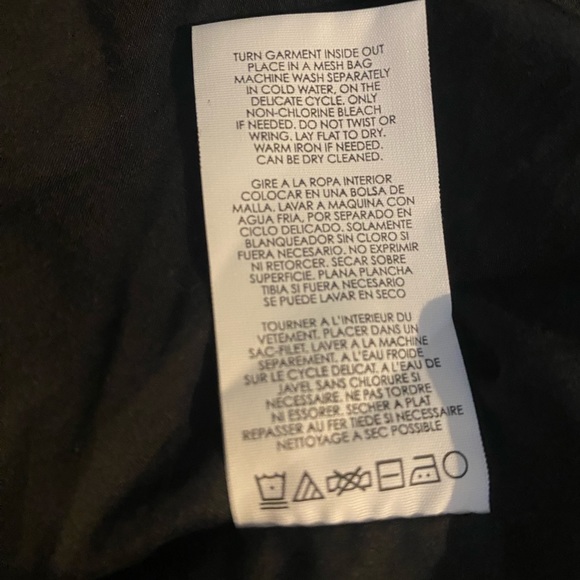 TURN GARMENT INSIDE OUT
PLACE IN A MESH BAG
MACHINE WASH SEPARATELY
IN COLD WATER, ON THE
DELICATE CYCLE. ONLY
NON-CHLORINE BLEACH
IF NEEDED. DO NOT TWIST OR
WRING. LAY FLAT TO DRY.
WARM IRON IF NEEDED.
CAN BE DRY CLEANED.
GIRE A LA ROPA INTERIOR
COLOCAR EN UNA BOLSA DE
MALLA. LAVAR A MAQUINA CON
AGUA FRIA, POR SEPARADO EN
CICLO DELICADO. SOLAMENTE
BLANQUEADOR SIN CLORO SI
FUERA NECESARIO. NO EXPRIMIR
NI RETORCER. SECAR SOBRE
SUPERFICIE. PLANA PLANCHA
TIBIA SI FUERA NECESARIO
SE PUEDE LAVAR EN SECO
TOURNER A L'INTERIEUR DU
VETEMENT. PLACER DANS UN
SAC-FILET. LAVER A LA MACHINE
SEPAREMENT. A L'EAU FROIDE
SUR LE CYCLE DELICAT. A L'EAU DE
JAVEL SANS CHLORURE SI
NECESSAIRE. NE PAS TORDRE
NI ESSORER. SECHER A PLAT
REPASSER AU FER TIEDE SI NECESSAIRE
NETTOYAGE A SEC POSSIBLE